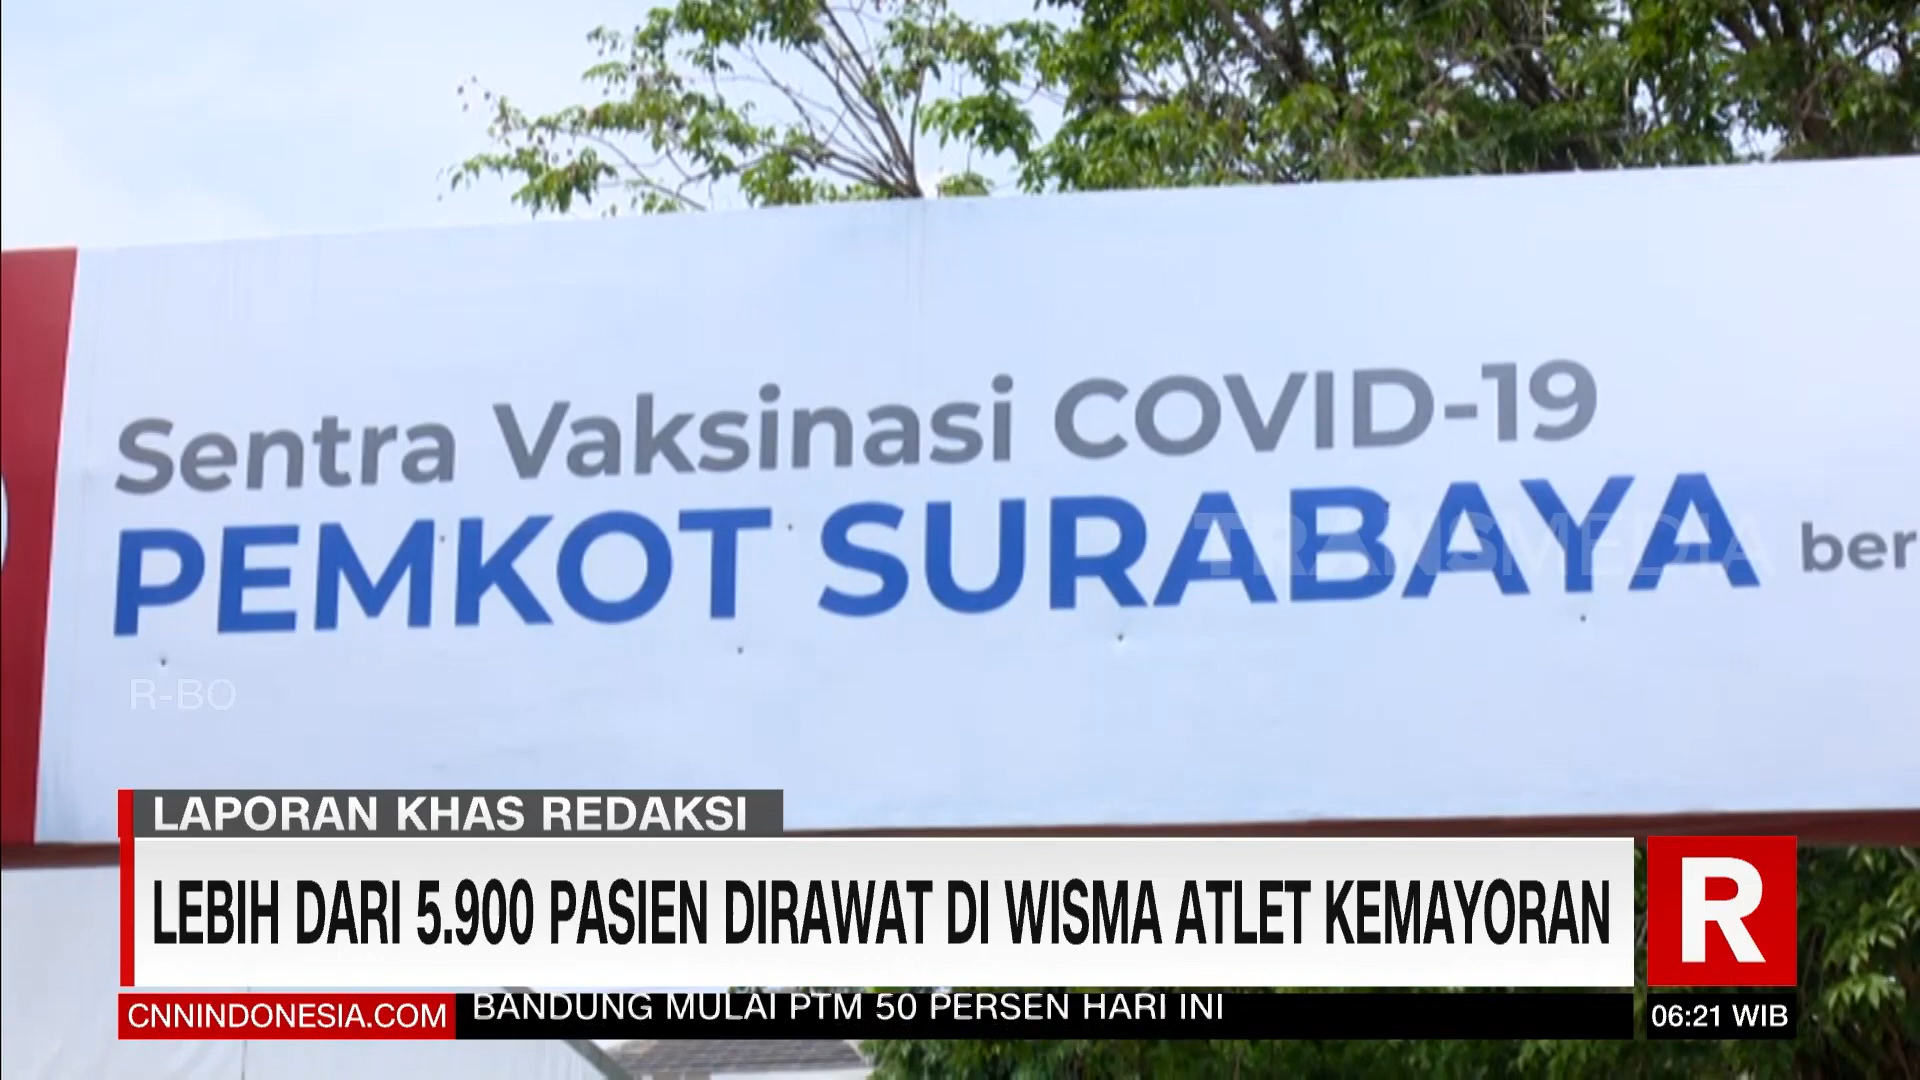 Sentra Vaksinasi COVID-19
PEMKOT SURABAYA ber
TRANSMEDIA
R-BO
LAPORAN KHAS REDAKSI
LEBIH DARI 5.900 PASIEN DIRAWAT DI WISMA ATLET KEMAYORAN
R
CNNINDONESIA.COM
BANDUNG MULAI PTM 50 PERSEN HARI INI
06:21 WIB